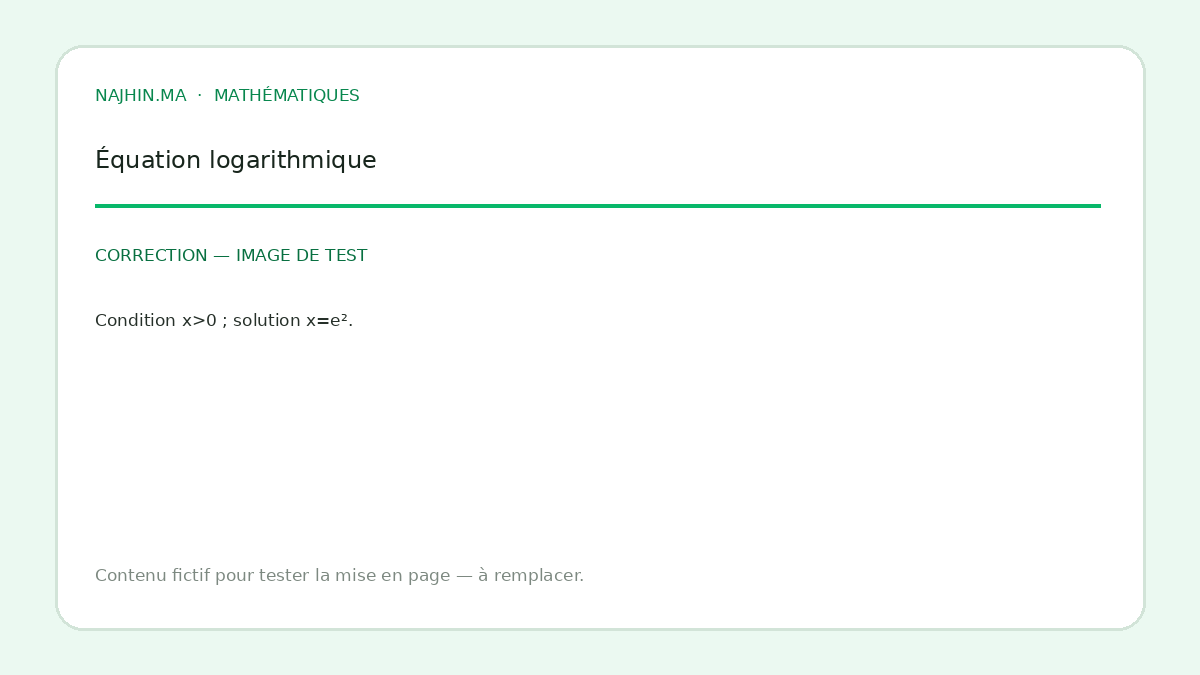 NAJHIN.MA · MATHÉMATIQUES
Équation logarithmique
CORRECTION — IMAGE DE TEST
Condition x>0 ; solution x=e².
Contenu fictif pour tester la mise en page — à remplacer.